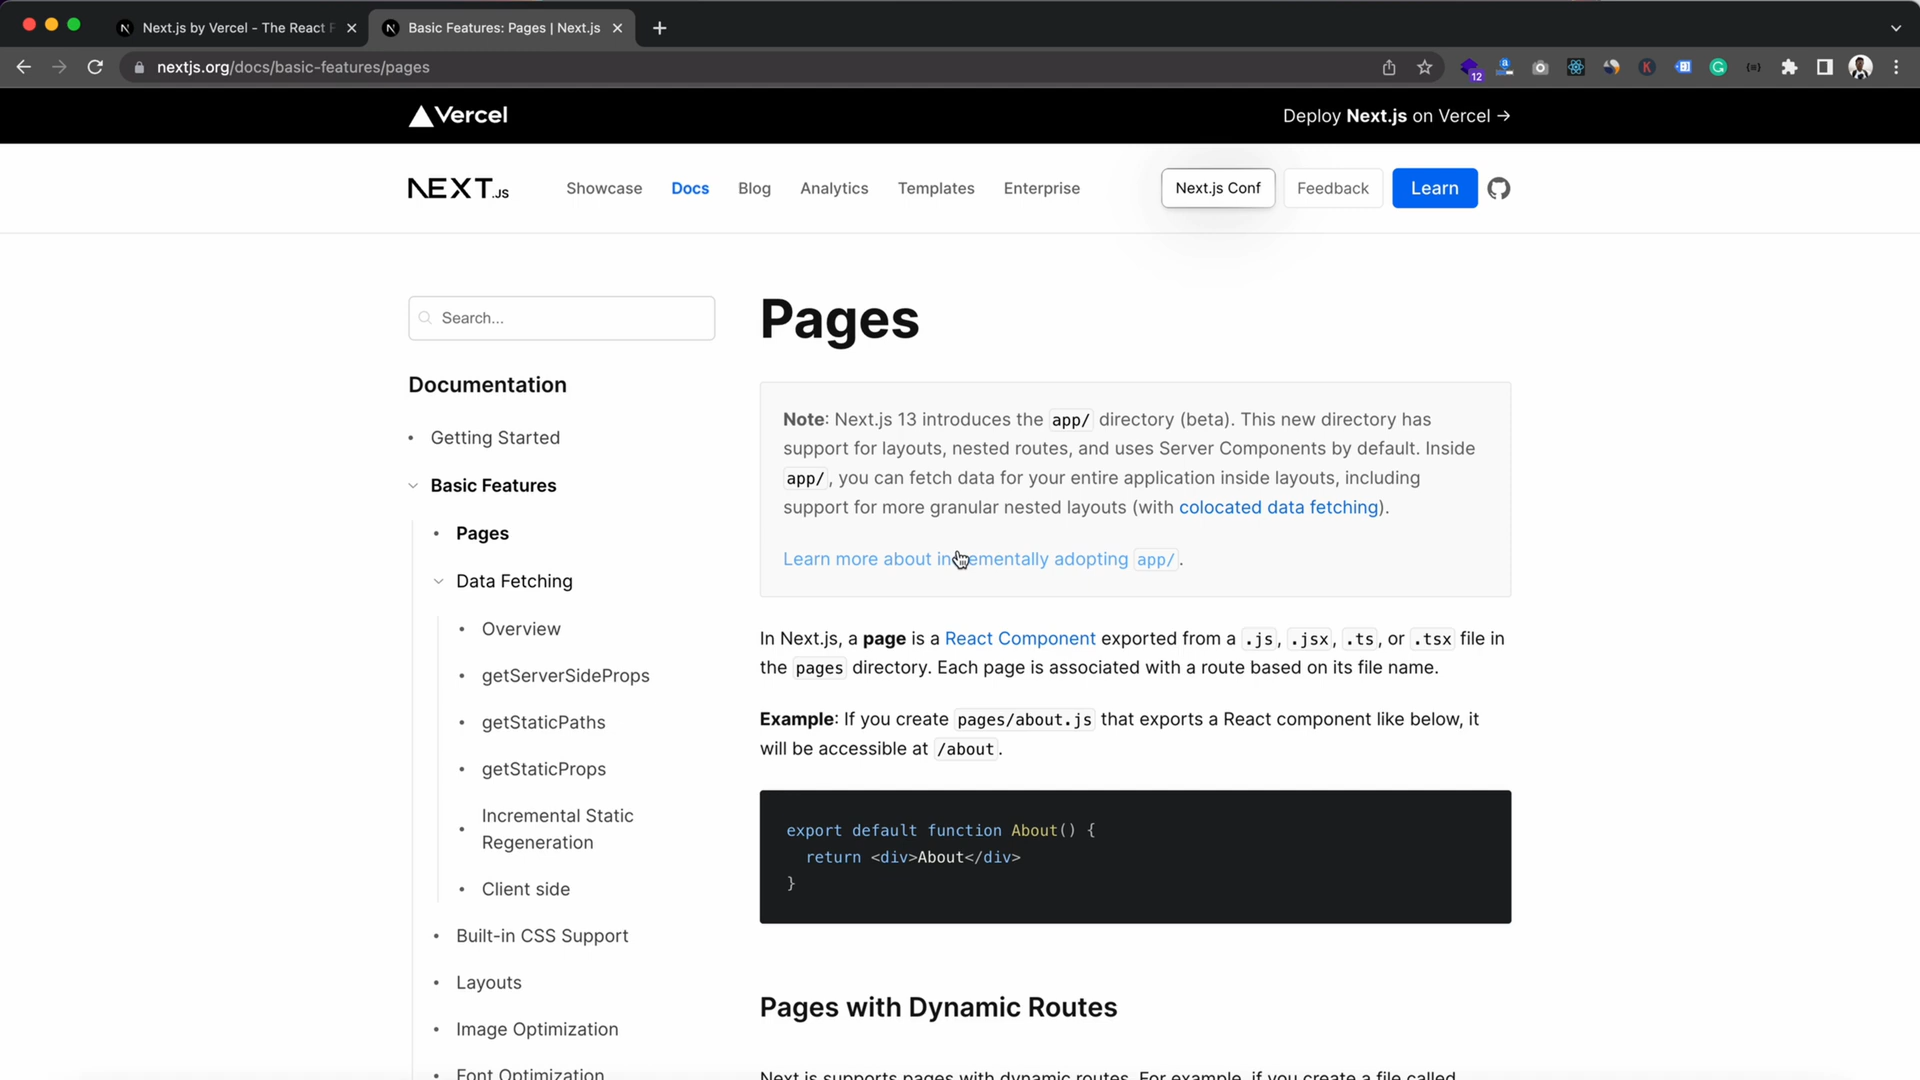 Next.js by Vercel - The React F
Basic Features: Pages | Next.js
nextjs.org/docs/basic-features/pages
12
Vercel
Deploy Next.js on Vercel →
NEXT.JS
Showcase
Docs
Blog
Analytics
Templates
Enterprise
Next.js Conf
Feedback
Learn
Search...
Documentation
Getting Started
Basic Features
Pages
Data Fetching
Overview
getServerSideProps
getStaticPaths
getStaticProps
Incremental Static
Regeneration
Client side
Built-in CSS Support
Layouts
Image Optimization
Font Optimization
Pages
Note: Next.js 13 introduces the app/ directory (beta). This new directory has
support for layouts, nested routes, and uses Server Components by default. Inside
app/, you can fetch data for your entire application inside layouts, including
support for more granular nested layouts (with colocated data fetching).
Learn more about incrementally adopting app/.
In Next.js, a page is a React Component exported from a .js, .jsx, .ts, or .tsx file in
the pages directory. Each page is associated with a route based on its file name.
Example: If you create pages/about.js that exports a React component like below, it
will be accessible at /about.
export default function About() {
return <div>About</div>
}
Pages with Dynamic Routes
Next.js supports pages with dynamic routes. For example, if you create a file called